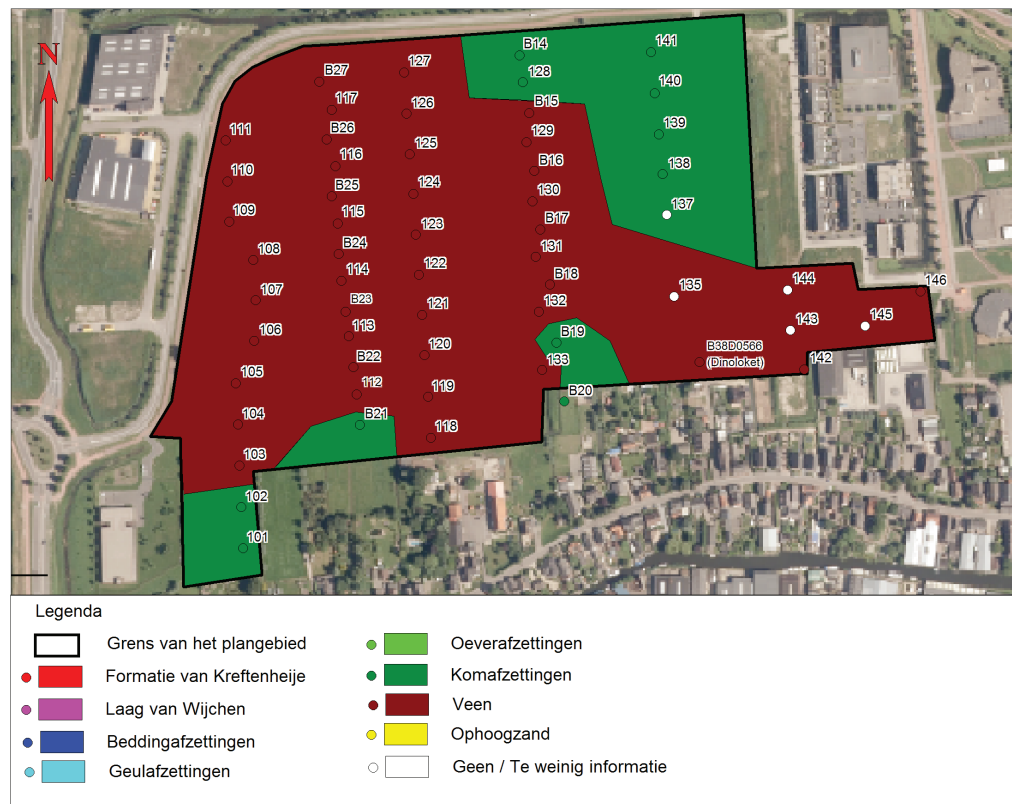 N
141
B14
127
B27
128
140
117
126
B15
111
B26
129
139
125
116
B16
138
110
B25
124
130
137
109
115
123
B17
108
B24
131
114
122
B18
135
144
146
107
B23
121
132
143
145
106
113
B19
B38D0566
(Dinoloket)
120
B22
133
142
105
112
119
B20
104
B21
118
103
102
101
Legenda
Grens van het plangebied
Formatie van Kreftenheije
Laag van Wijchen
Beddingafzettingen
Geulafzettingen
Oeverafzettingen
Komafzettingen
Veen
Ophoogzand
Geen / Te weinig informatie